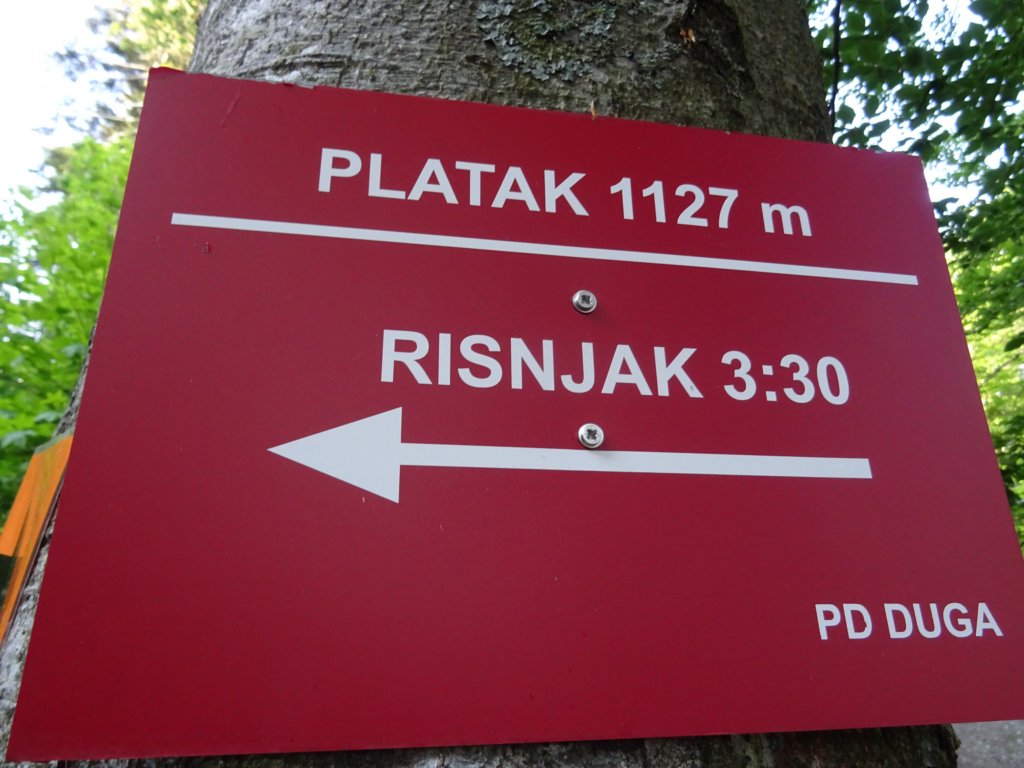 PLATAK 1127 m
RISNJAK 3:30
PD DUGA